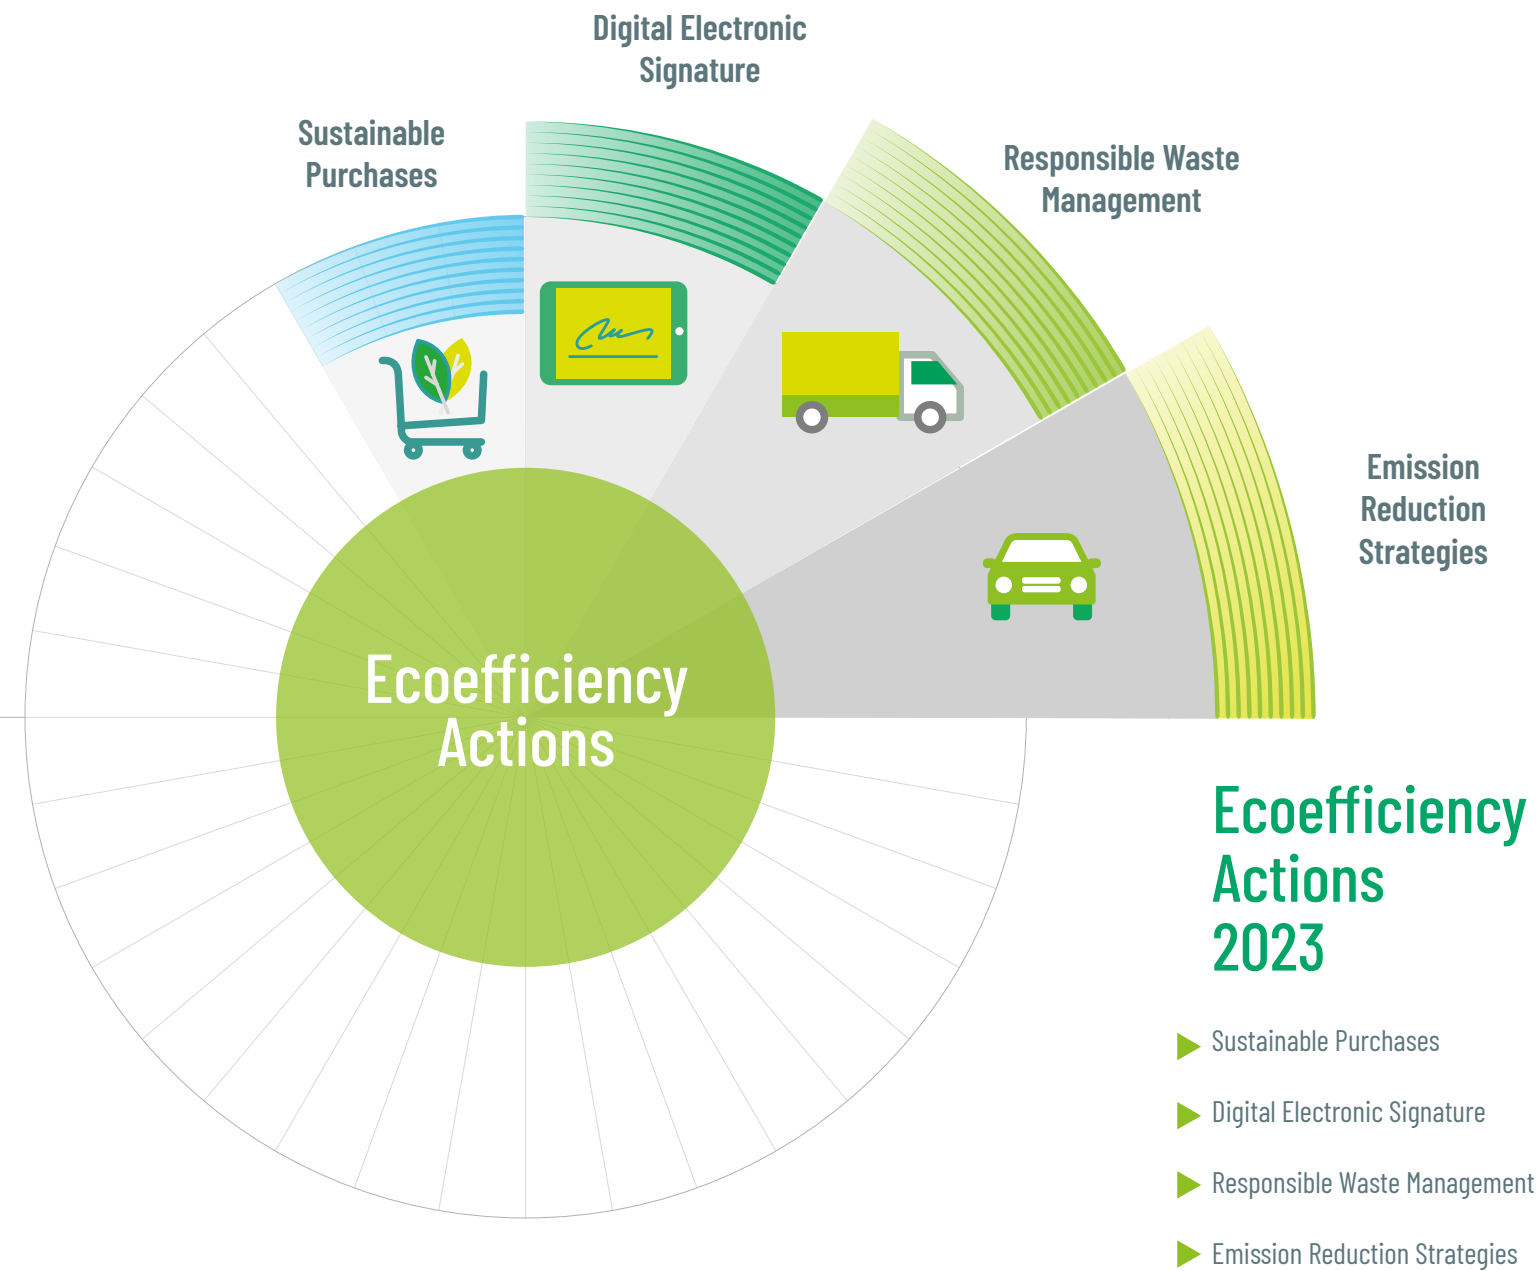 Digital Electronic
Signature
Sustainable
Purchases
Responsible Waste
Management
Emission
Reduction
Strategies
Ecoefficiency
Actions
Ecoefficiency
Actions
2023
Sustainable Purchases
Digital Electronic Signature
Responsible Waste Management
Emission Reduction Strategies